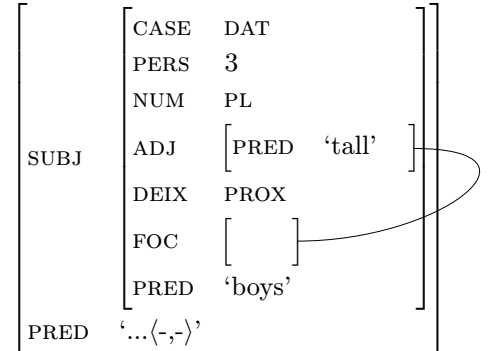 CASE DAT
PERS 3
NUM PL
ADJ [PRED ‘tall’ ]
SUBJ
DEIX PROX
FOC [ ]
PRED ‘boys’
PRED ‘...⟨-,-⟩’